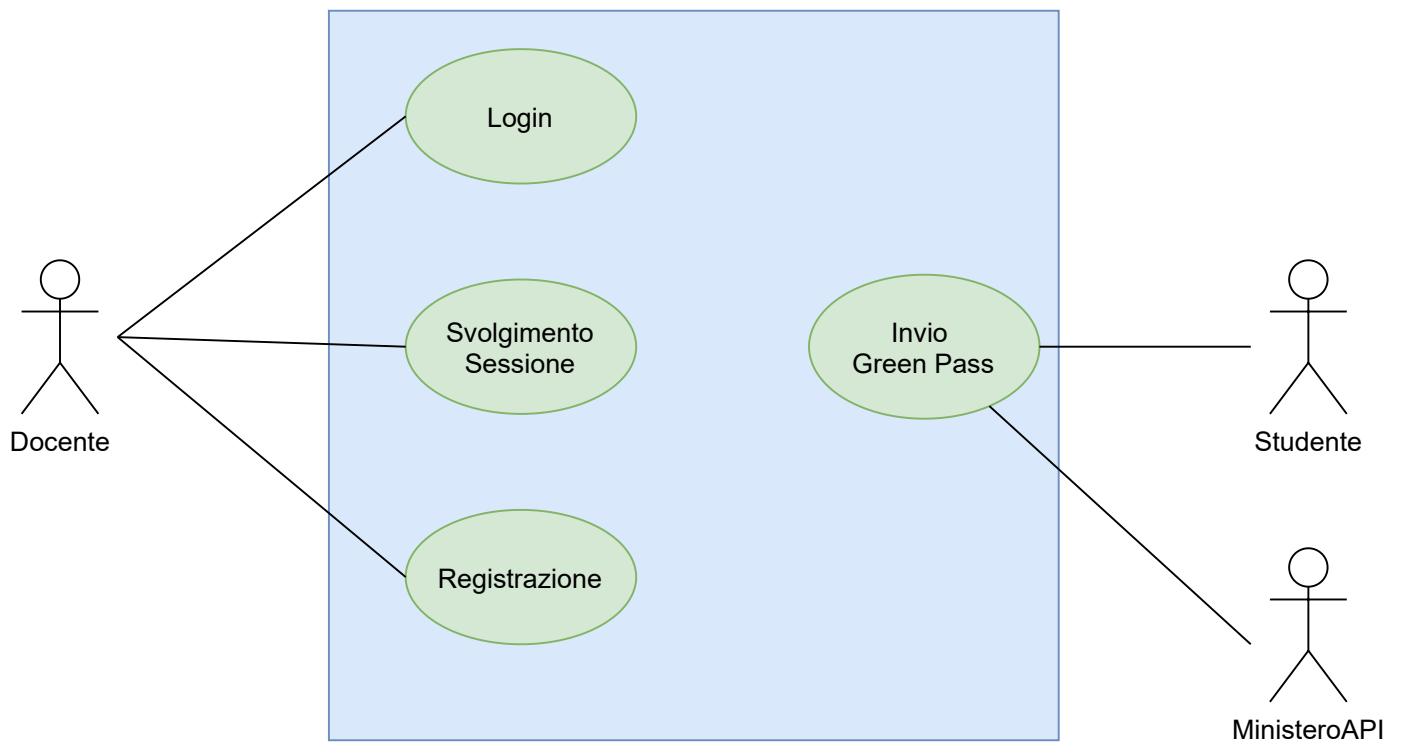 Login
Svolgimento
Sessione
Invio
Green Pass
Docente
Studente
Registrazione
MinisteroAPI